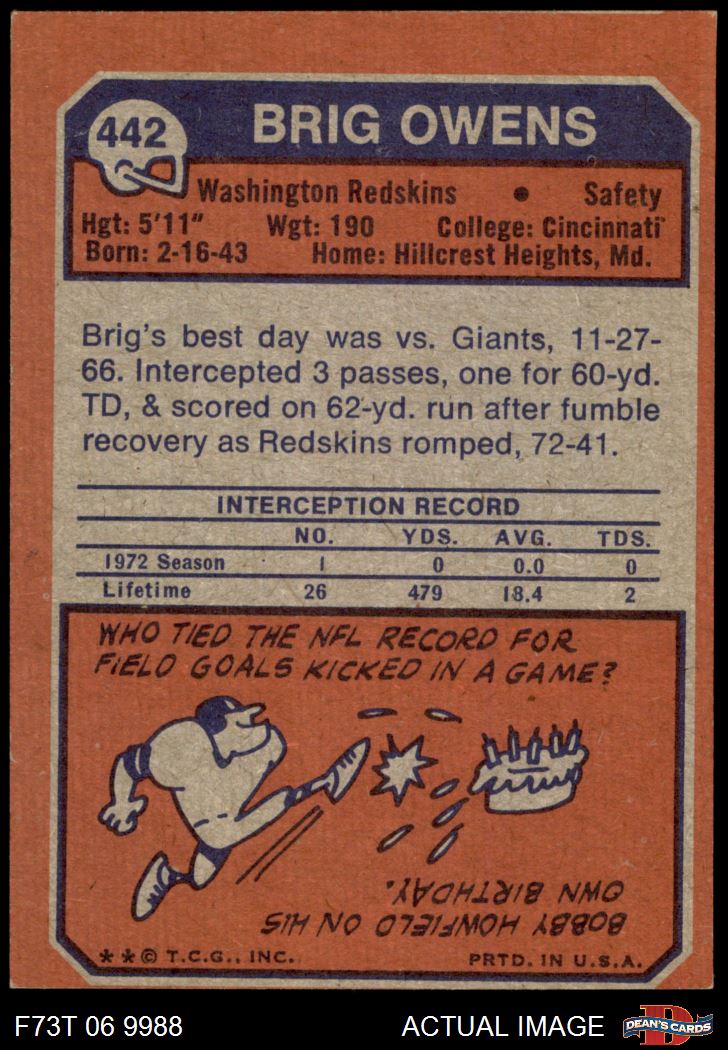 442
BRIG OWENS
Washington Redskins • Safety
Hgt: 5'11" Wgt: 190 College: Cincinnati
Born: 2-16-43 Home: Hillcrest Heights, Md.
Brig's best day was vs. Giants, 11-27-
66. Intercepted 3 passes, one for 60-yd.
TD, & scored on 62-yd. run after fumble
recovery as Redskins romped, 72-41.
INTERCEPTION RECORD
NO. YDS. AVG. TDS.
1972 Season 1 0 0.0 0
Lifetime 26 479 18.4 2
WHO TIED THE NFL RECORD FOR
FIELD GOALS KICKED IN A GAME?
BOBBY HOWFIELD ON HIS
OWN BIRTHDAY.
**© T.C.G., INC. PRTD. IN U.S.A.
F73T 06 9988 ACTUAL IMAGE
D
DEAN'S CARDS